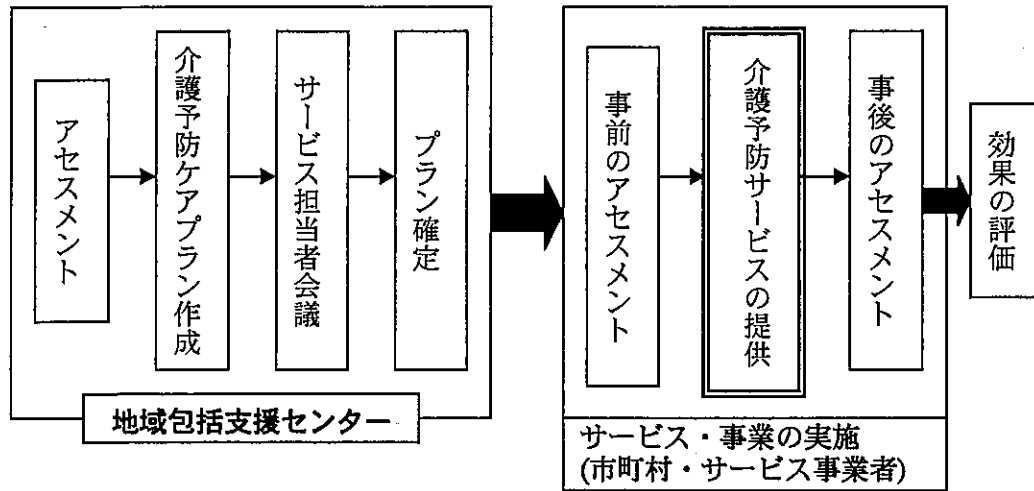 アセスメント
介護予防ケアプラン作成
サービス担当者会議
プラン確定
地域包括支援センター
事前のアセスメント
介護予防サービスの提供
事後のアセスメント
サービス・事業の実施
(市町村・サービス事業者)
効果の評価